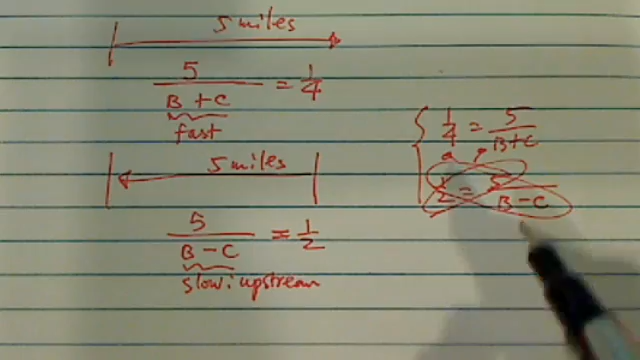 5 miles
5 / B + C = 1/4
fast
5 miles
5 / B - C = 1/2
slow: upstream
1/4 = 5 / B+C
1/2 = 5 / B - C